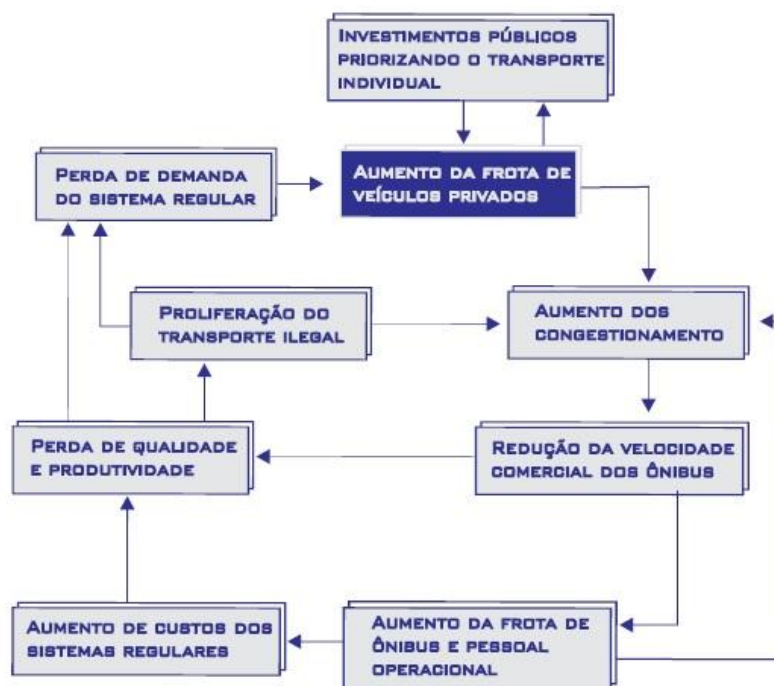 INVESTIMENTOS PÚBLICOS
PRIORIZANDO O TRANSPORTE
INDIVIDUAL
PERDA DE DEMANDA
DO SISTEMA REGULAR
AUMENTO DA FROTA DE
VEÍCULOS PRIVADOS
PROLIFERAÇÃO DO
TRANSPORTE ILEGAL
AUMENTO DOS
CONGESTIONAMENTO
PERDA DE QUALIDADE
E PRODUTIVIDADE
REDUÇÃO DA VELOCIDADE
COMERCIAL DOS ÔNIBUS
AUMENTO DE CUSTOS DOS
SISTEMAS REGULARES
AUMENTO DA FROTA DE
ÔNIBUS E PESSOAL
OPERACIONAL